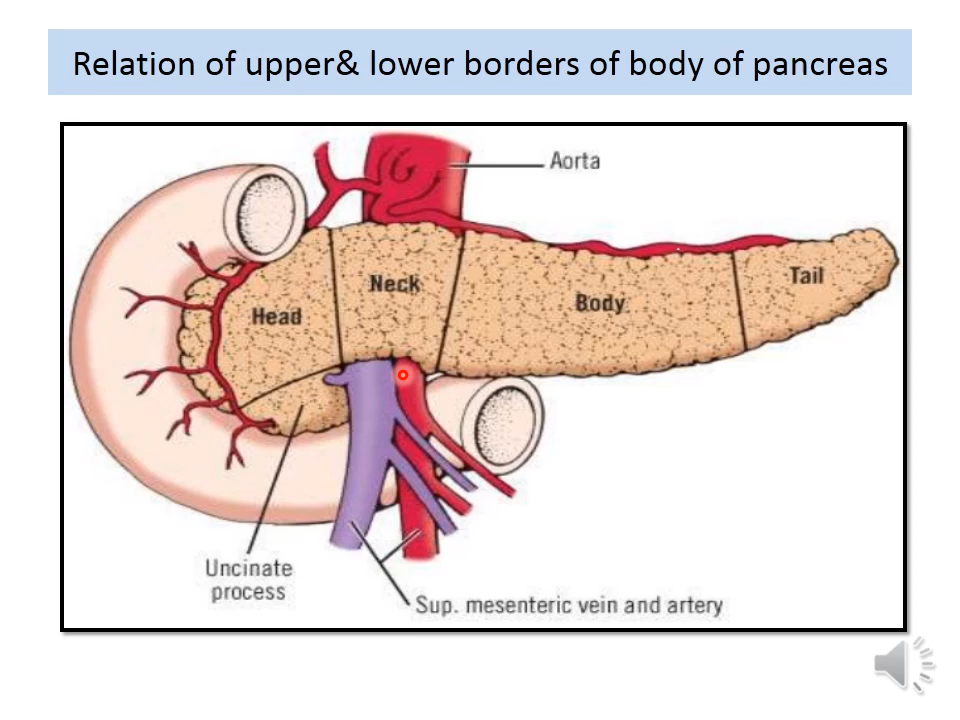 Relation of upper& lower borders of body of pancreas
Aorta
Neck
Tail
Body
Head
Uncinate
process
Sup. mesenteric vein and artery